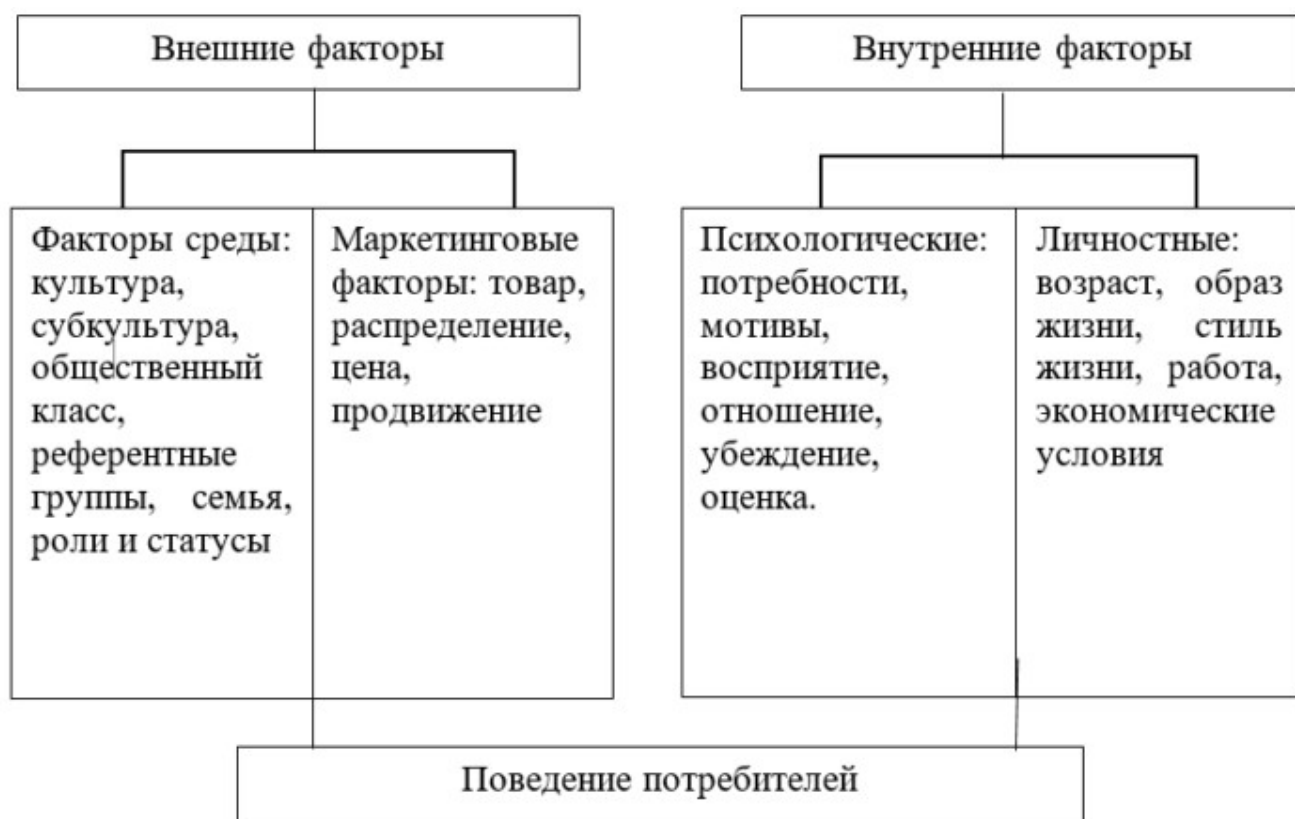 Внешние факторы
Внутренние факторы
Факторы среды:
культура,
субкультура,
общественный
класс,
референтные
группы, семья,
роли и статусы
Маркетинговые
факторы: товар,
распределение,
цена,
продвижение
Психологические:
потребности,
мотивы,
восприятие,
отношение,
убеждение,
оценка.
Личностные:
возраст, образ
жизни, стиль
жизни, работа,
экономические
условия
Поведение потребителей